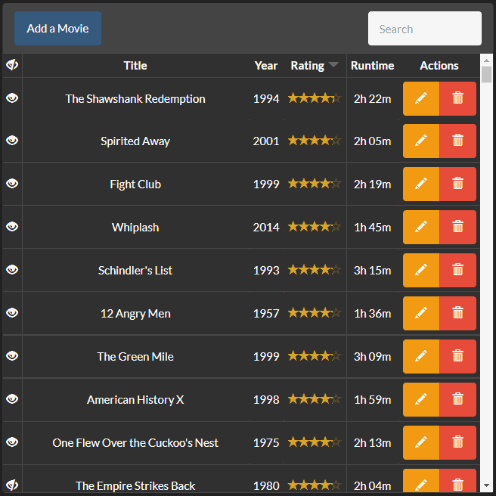 Add a Movie Search
Title Year Rating Runtime Actions
The Shawshank Redemption 1994 2h 22m
Spirited Away 2001 2h 05m
Fight Club 1999 2h 19m
Whiplash 2014 1h 45m
Schindler's List 1993 3h 15m
12 Angry Men 1957 1h 36m
The Green Mile 1999 3h 09m
American History X 1998 1h 59m
One Flew Over the Cuckoo's Nest 1975 2h 13m
The Empire Strikes Back 1980 2h 04m